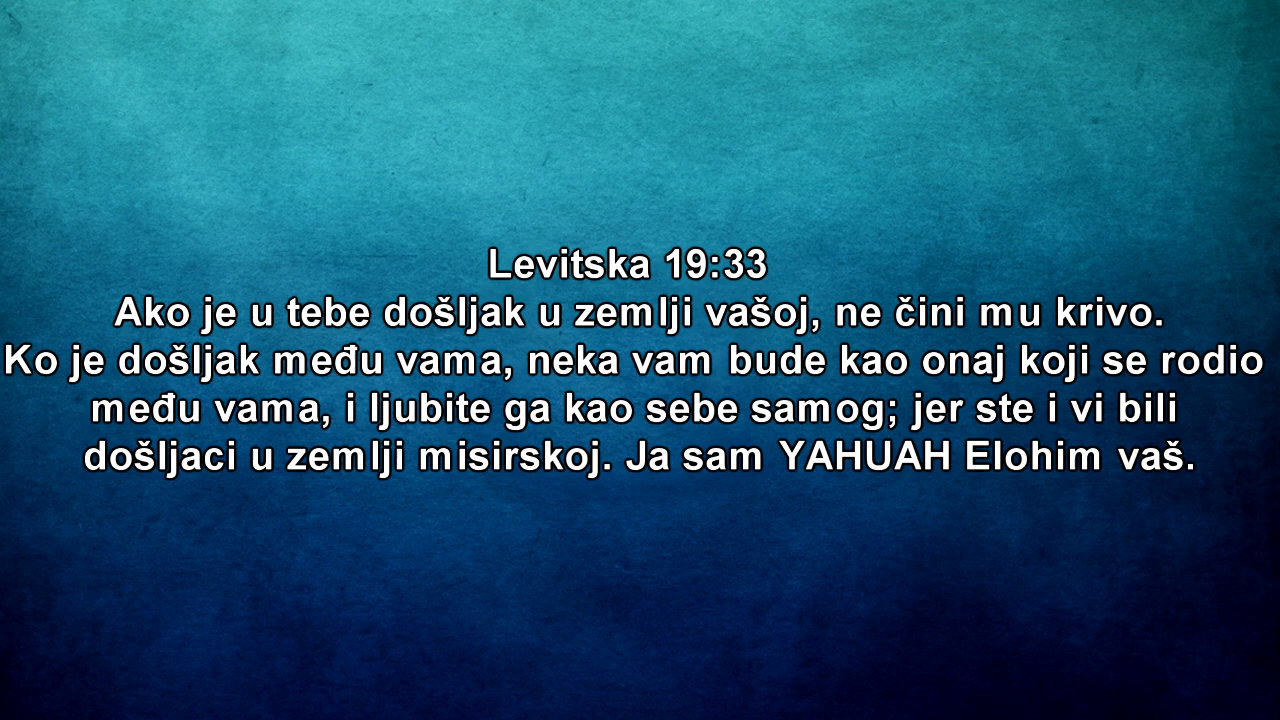 Levitska 19:33
Ako je u tebe došljak u zemlji vašoj, ne čini mu krivo.
Ko je došljak među vama, neka vam bude kao onaj koji se rodio
među vama, i ljubite ga kao sebe samog; jer ste i vi bili
došljaci u zemlji misirskoj. Ja sam YAHUAH Elohim vaš.